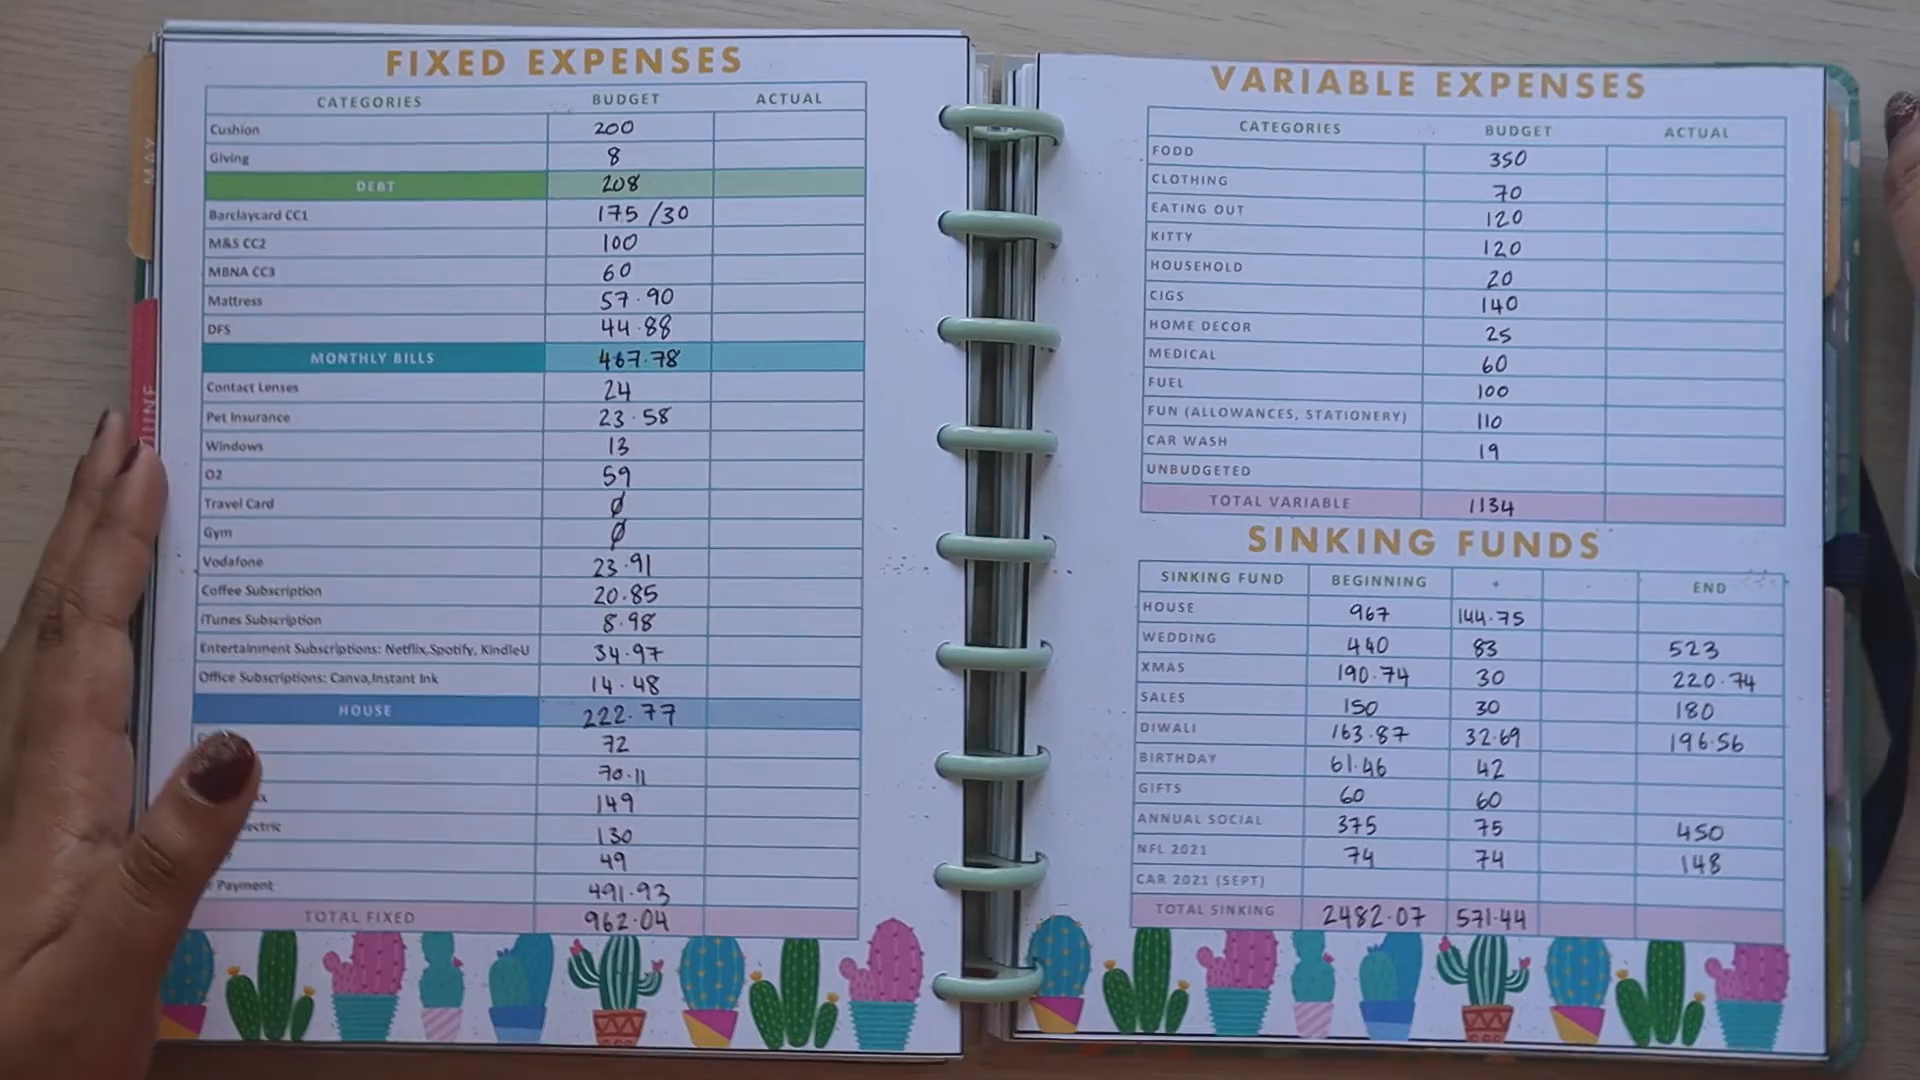 MAY
JUNE
FIXED EXPENSES
CATEGORIES BUDGET ACTUAL
Cushion 200
Giving 8
DEBT 208
Barclaycard CC1 175/30
M&S CC2 100
MBNA CC3 60
Mattress 57.90
DFS 44.88
MONTHLY BILLS 467.78
Contact Lenses 24
Pet Insurance 23.58
Windows 13
O2 59
Travel Card Ø
Gym Ø
Vodafone 23.91
Coffee Subscription 20.85
iTunes Subscription 8.98
Entertainment Subscriptions: Netflix,Spotify, KindleU 34.97
Office Subscriptions: Canva,Instant Ink 14.48
HOUSE 222.77
72
70.11
149
130
49
Payment 491.93
TOTAL FIXED 962.04
VARIABLE EXPENSES
CATEGORIES BUDGET ACTUAL
FODD 350
CLOTHING 70
EATING OUT 120
KITTY 120
HOUSEHOLD 20
CIGS 140
HOME DECOR 25
MEDICAL 60
FUEL 100
FUN (ALLOWANCES, STATIONERY) 110
CAR WASH 19
UNBUDGETED
TOTAL VARIABLE 1134
SINKING FUNDS
SINKING FUND BEGINNING + - END
HOUSE 967 144.75
WEDDING 440 83 523
XMAS 190.74 30 220.74
SALES 150 30 180
DIWALI 163.87 32.69 196.56
BIRTHDAY 61.46 42
GIFTS 60 60
ANNUAL SOCIAL 375 75 450
NFL 2021 74 74 148
CAR 2021 (SEPT)
TOTAL SINKING 2482.07 571.44